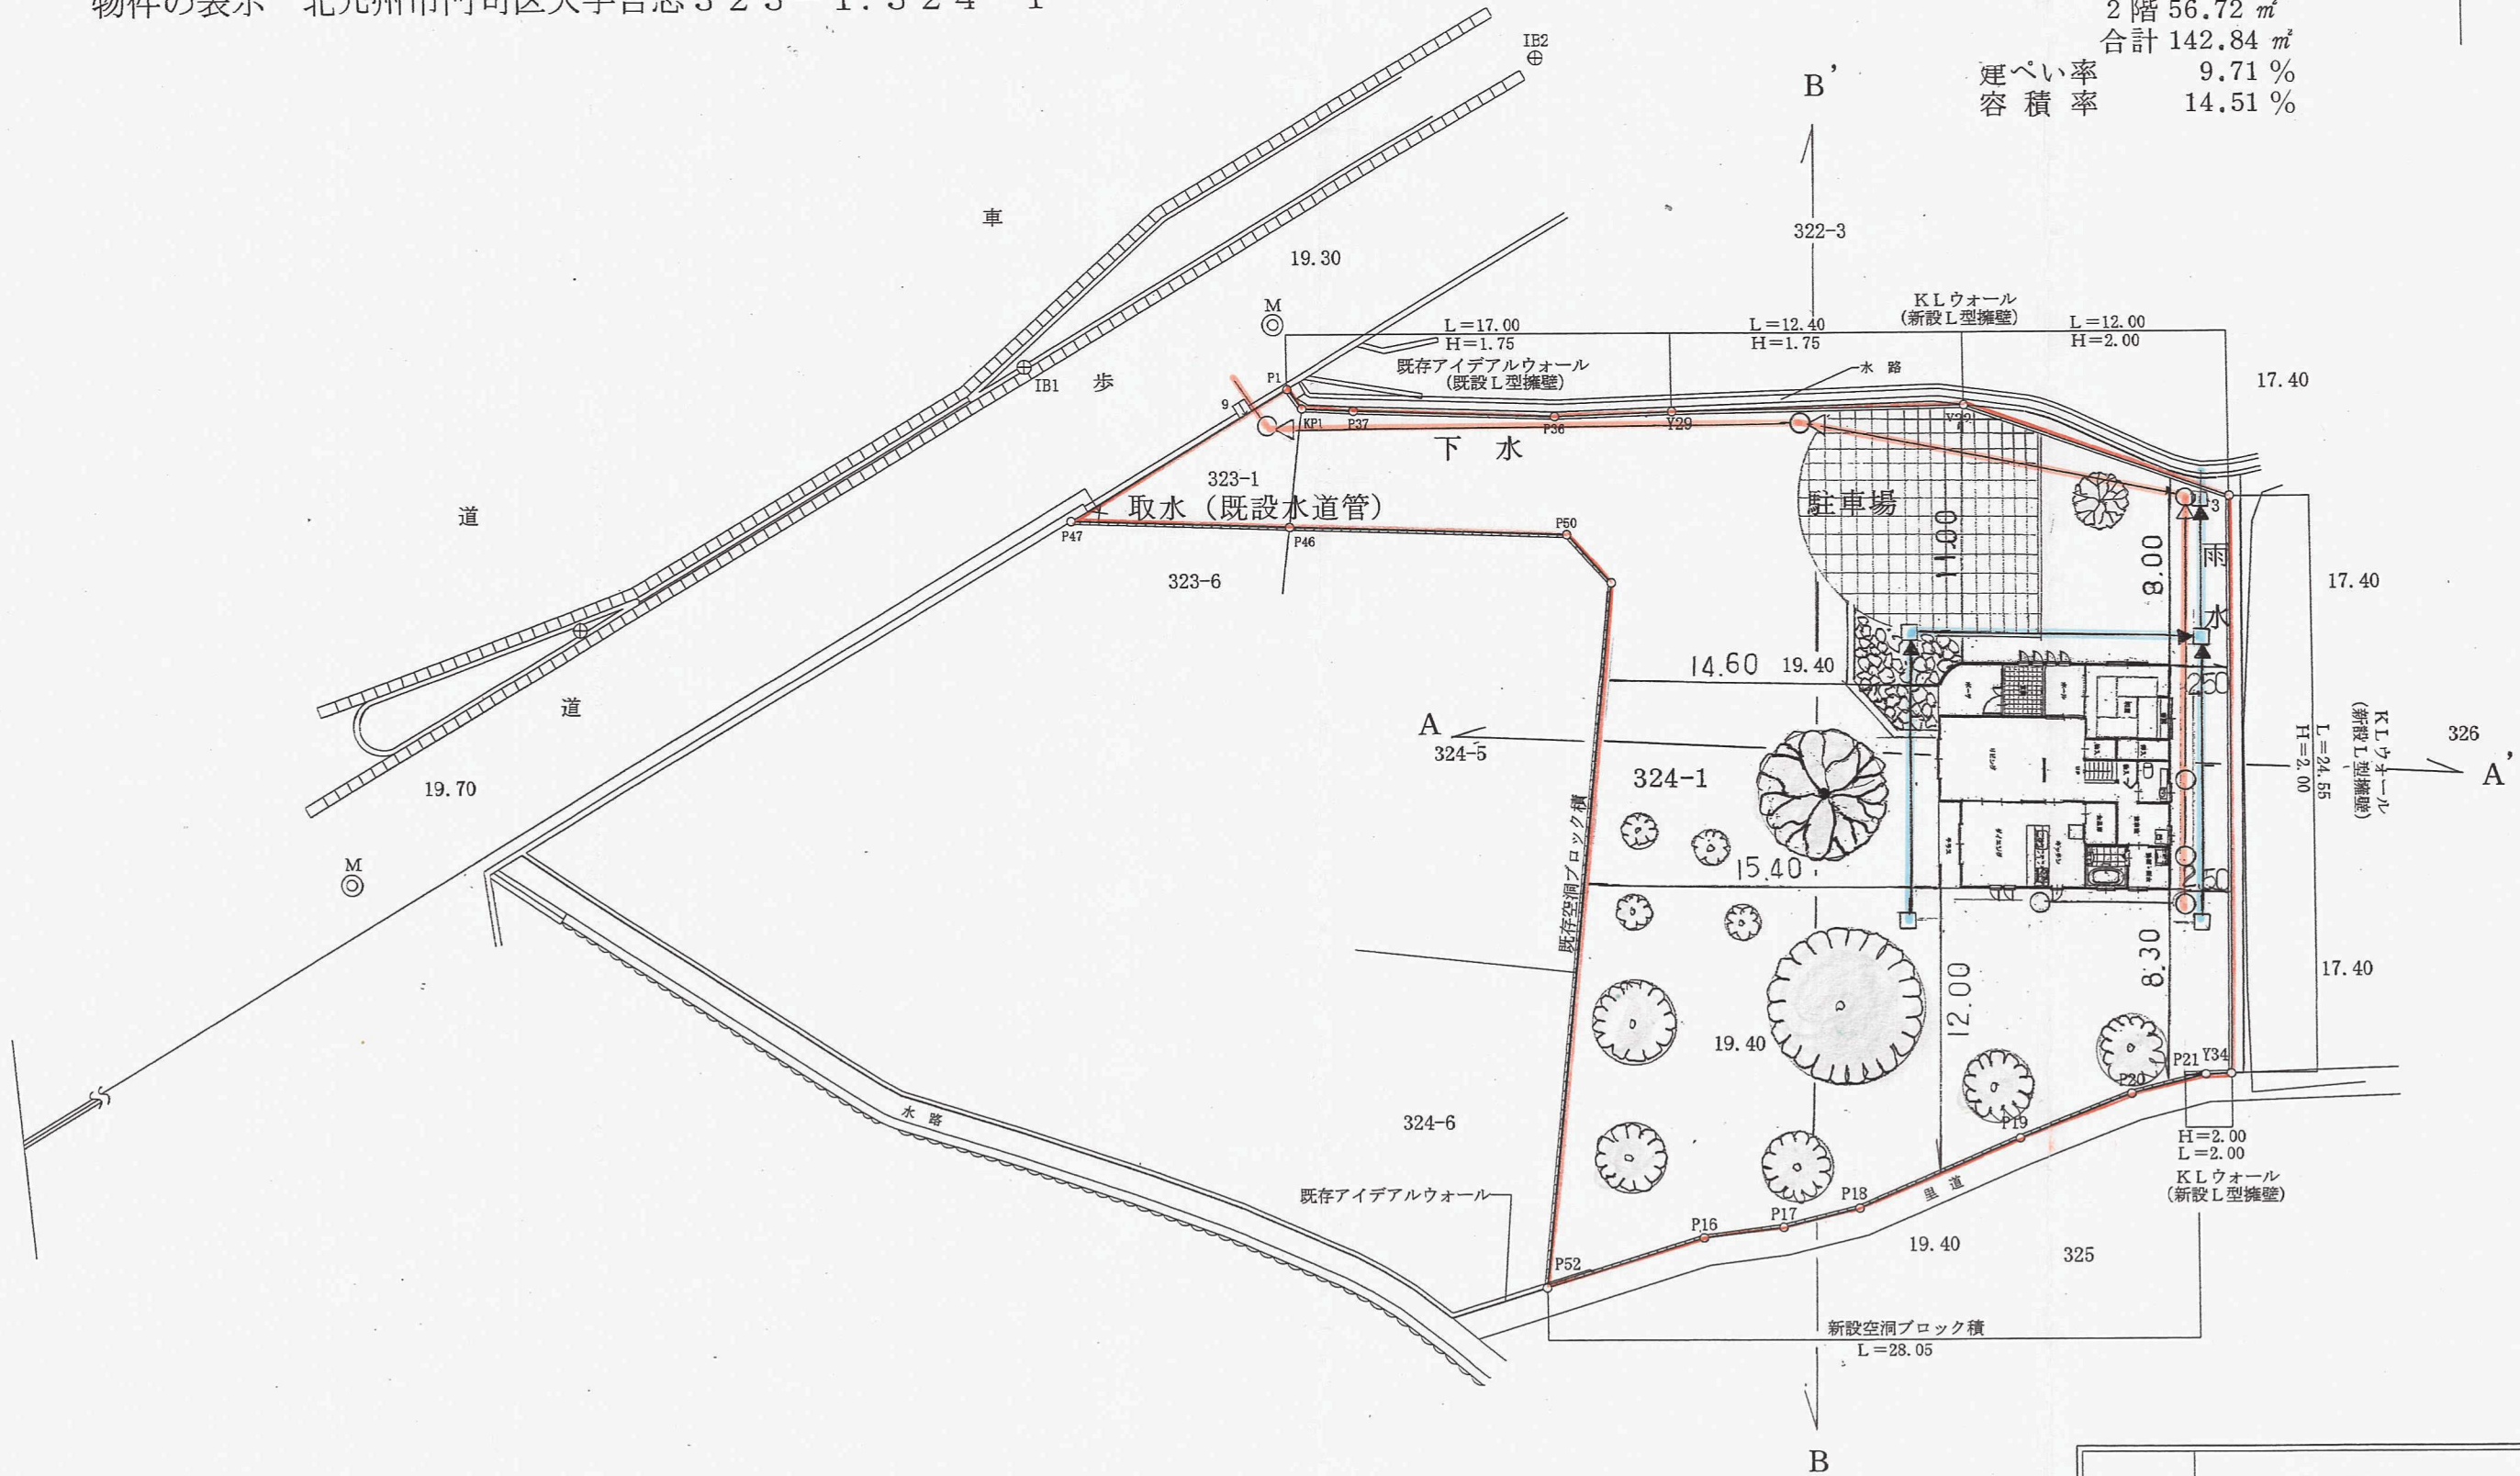 2階 56.72 ㎡
合計 142.84 ㎡
建ぺい率 9.71 %
容積率 14.51 %
IB2
B'
車
322-3
19.30
M
KLウォール
(新設L型擁壁)
L=17.00
H=1.75
L=12.40
H=1.75
L=12.00
H=2.00
既存アイデアルウォール
(既設L型擁壁)
水路
17.40
IB1
歩
P1
9
KP1
P37
P36
Y29
下水
323-1
取水（既設水道管）
駐車場
11.00
8.00
雨水
3
道
P47
P46
P50
323-6
17.40
道
14.60
19.40
2.50
A
324-5
324-1
KLウォール
(新設L型擁壁)
L=24.55
H=2.00
326
A'
19.70
M
既存空洞ブロック積
15.40
2.50
8.30
12.00
17.40
19.40
水路
324-6
P21
Y34
P20
P19
H=2.00
L=2.00
KLウォール
(新設L型擁壁)
既存アイデアルウォール
P18
P17
P16
里道
19.40
325
P52
新設空洞ブロック積
L=28.05
B